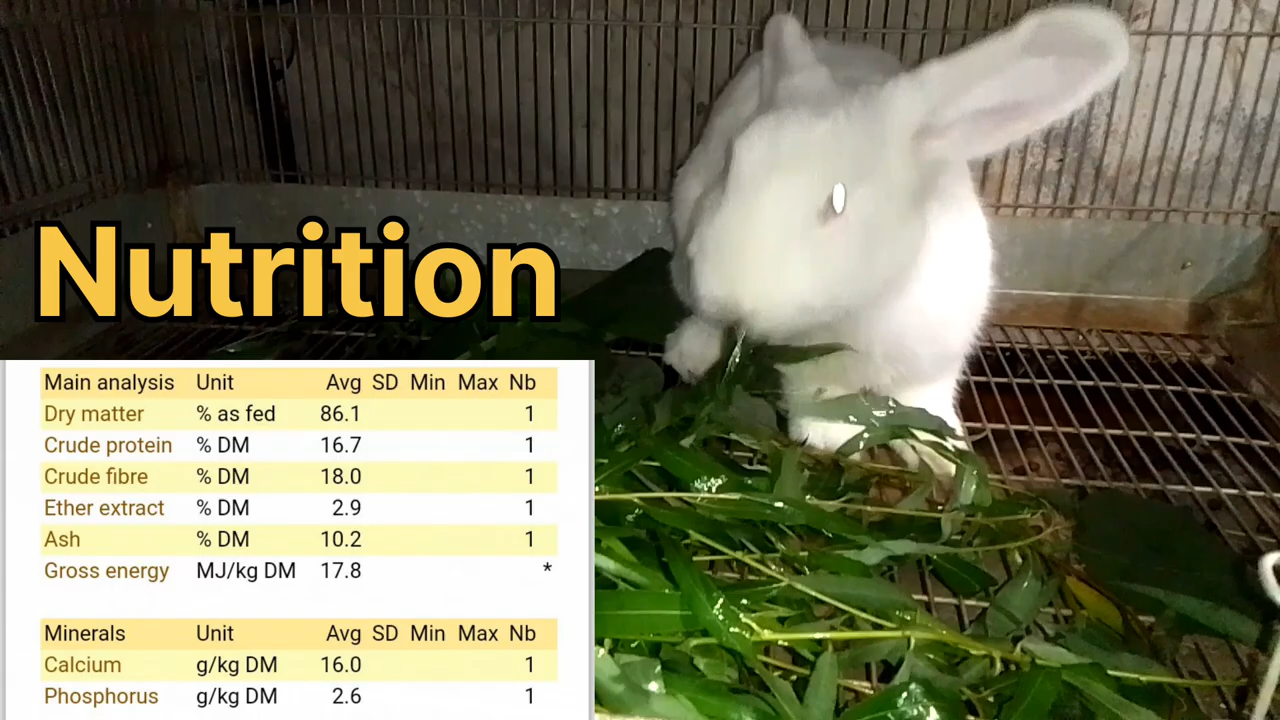 Nutrition
Main analysis Unit Avg SD Min Max Nb
Dry matter % as fed 86.1 1
Crude protein % DM 16.7 1
Crude fibre % DM 18.0 1
Ether extract % DM 2.9 1
Ash % DM 10.2 1
Gross energy MJ/kg DM 17.8 *
Minerals Unit Avg SD Min Max Nb
Calcium g/kg DM 16.0 1
Phosphorus g/kg DM 2.6 1